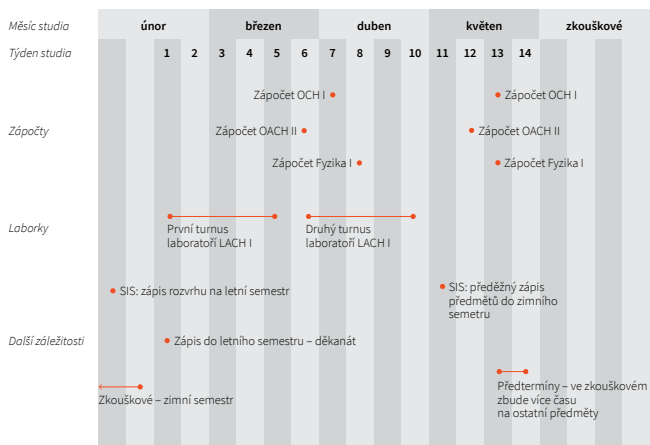 Měsíc studia únor březen duben květen zkouškové
Týden studia 1 2 3 4 5 6 7 8 9 10 11 12 13 14
Zápočet OCH I Zápočet OCH I
Zápočty Zápočet OACH II Zápočet OACH II
Zápočet Fyzika I Zápočet Fyzika I
Laborky
První turnus
laboratoří LACH I
Druhý turnus
laboratoří LACH I
SIS: zápis rozvrhu na letní semestr
SIS: předěžný zápis
předmětů do zimního
semetru
Další záležitosti Zápis do letního semestru – děkanát
Zkouškové – zimní semestr
Předtermíny – ve zkouškovém
zbude více času
na ostatní předměty